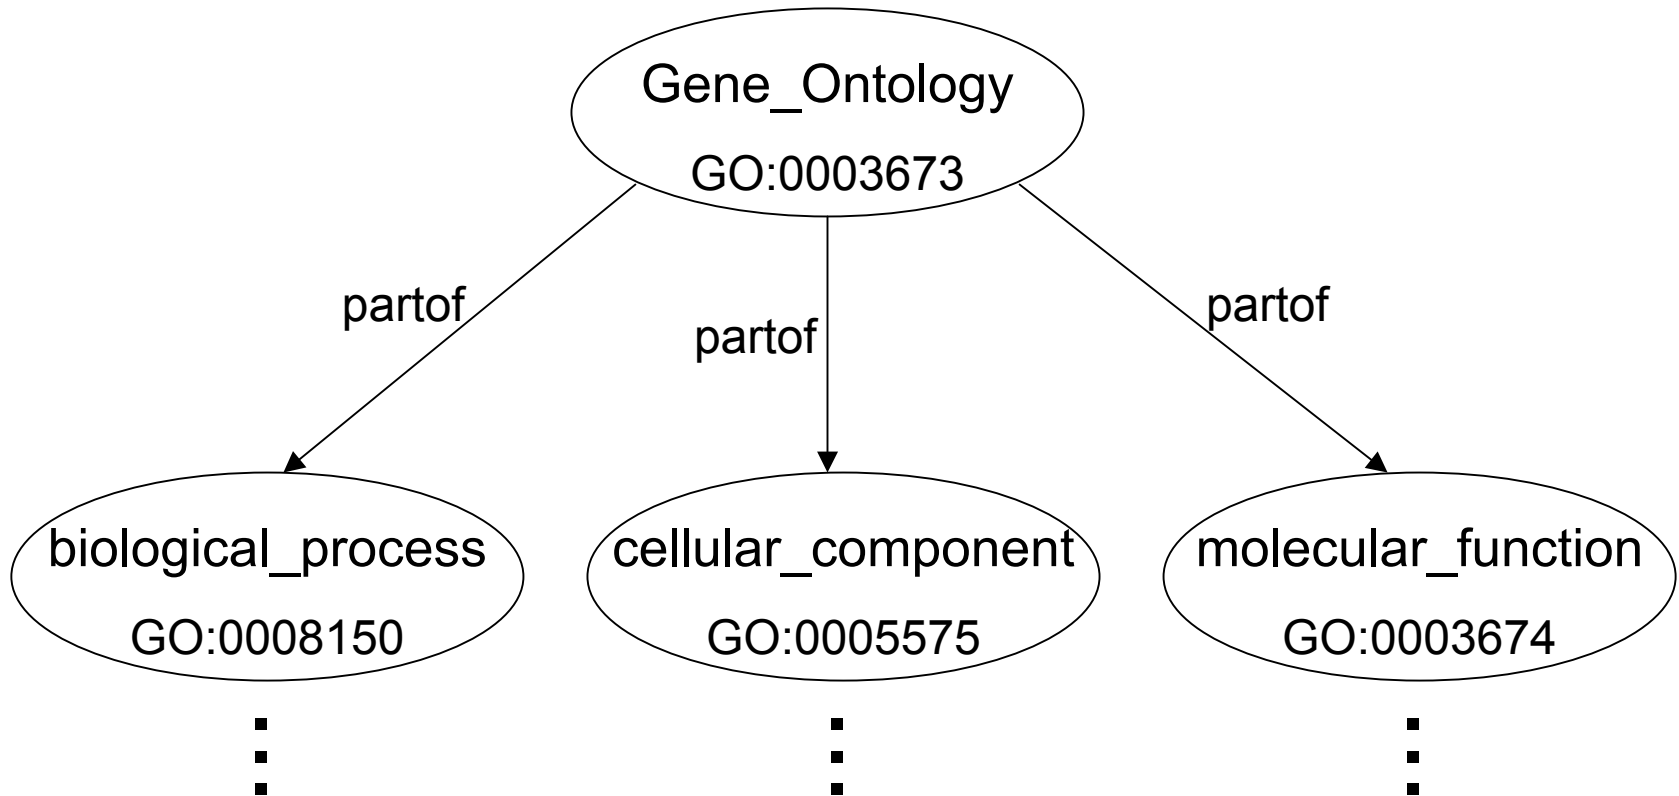 Gene_Ontology
GO:0003673
partof
partof
partof
biological_process
GO:0008150
cellular_component
GO:0005575
molecular_function
GO:0003674